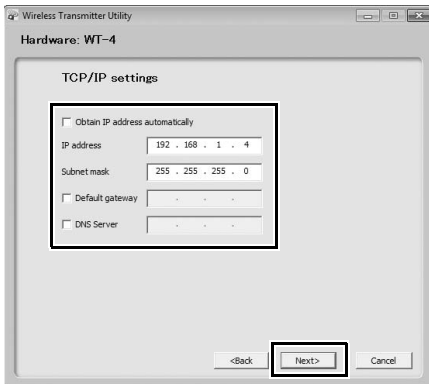 Wireless Transmitter Utility
Hardware: WT-4
TCP/IP settings
Obtain IP address automatically
IP address 192 . 168 . 1 . 4
Subnet mask 255 . 255 . 255 . 0
Default gateway . . .
DNS Server . . .
<Back Next> Cancel